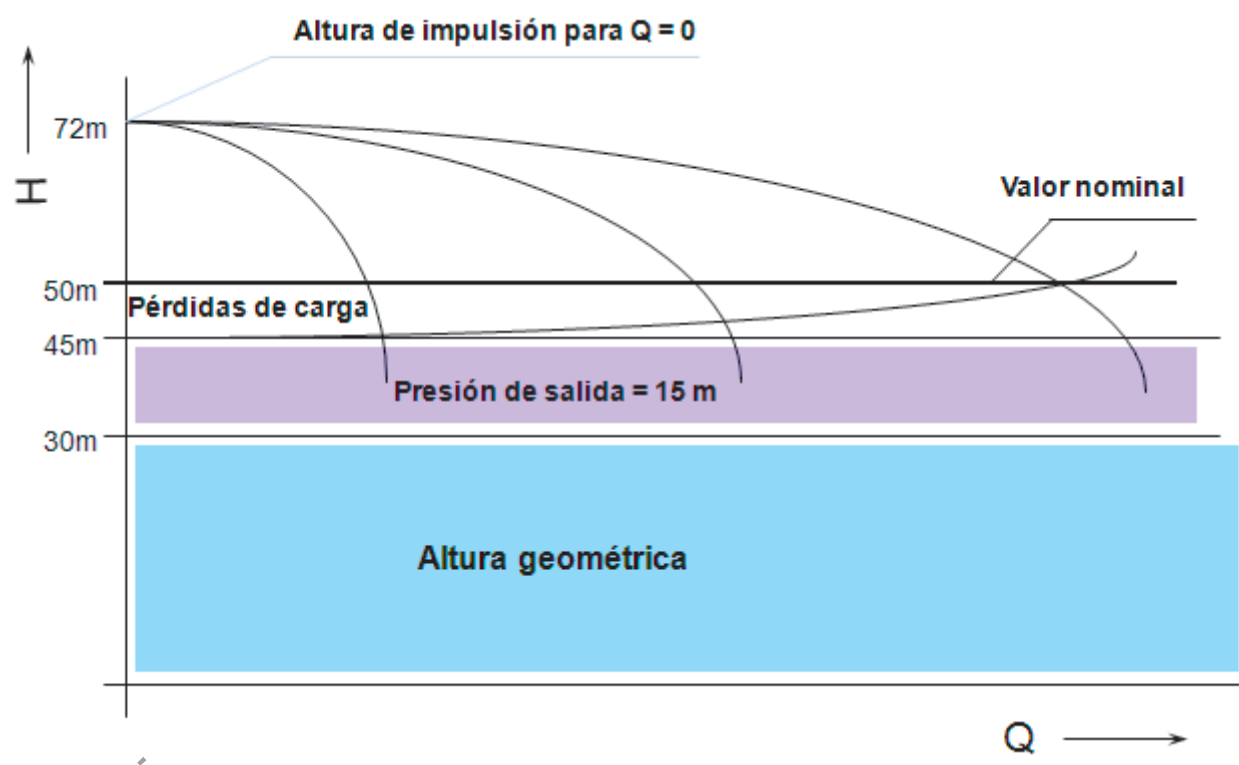 Altura de impulsión para Q = 0
72m
H
Valor nominal
50m
Pérdidas de carga
45m
Presión de salida = 15 m
30m
Altura geométrica
Q